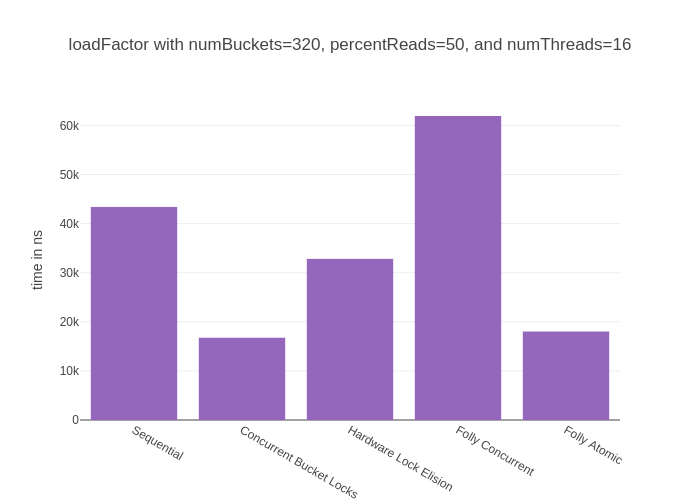 loadFactor with numBuckets=320, percentReads=50, and numThreads=16
time in ns
60k
50k
40k
30k
20k
10k
0
Sequential
Concurrent Bucket Locks
Hardware Lock Elision
Folly Concurrent
Folly Atomic